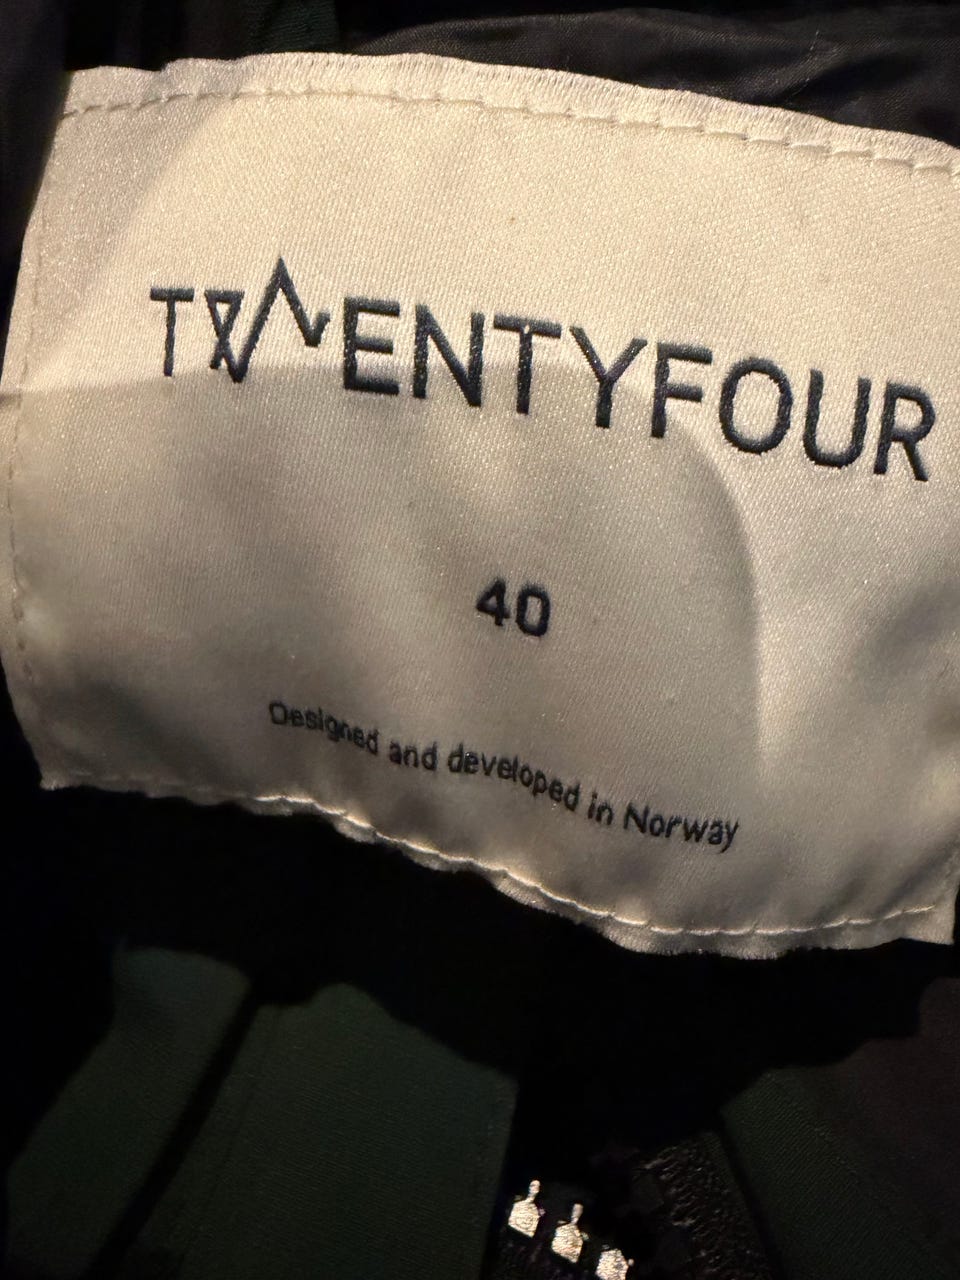 TWENTYFOUR
40
Designed and developed in Norway